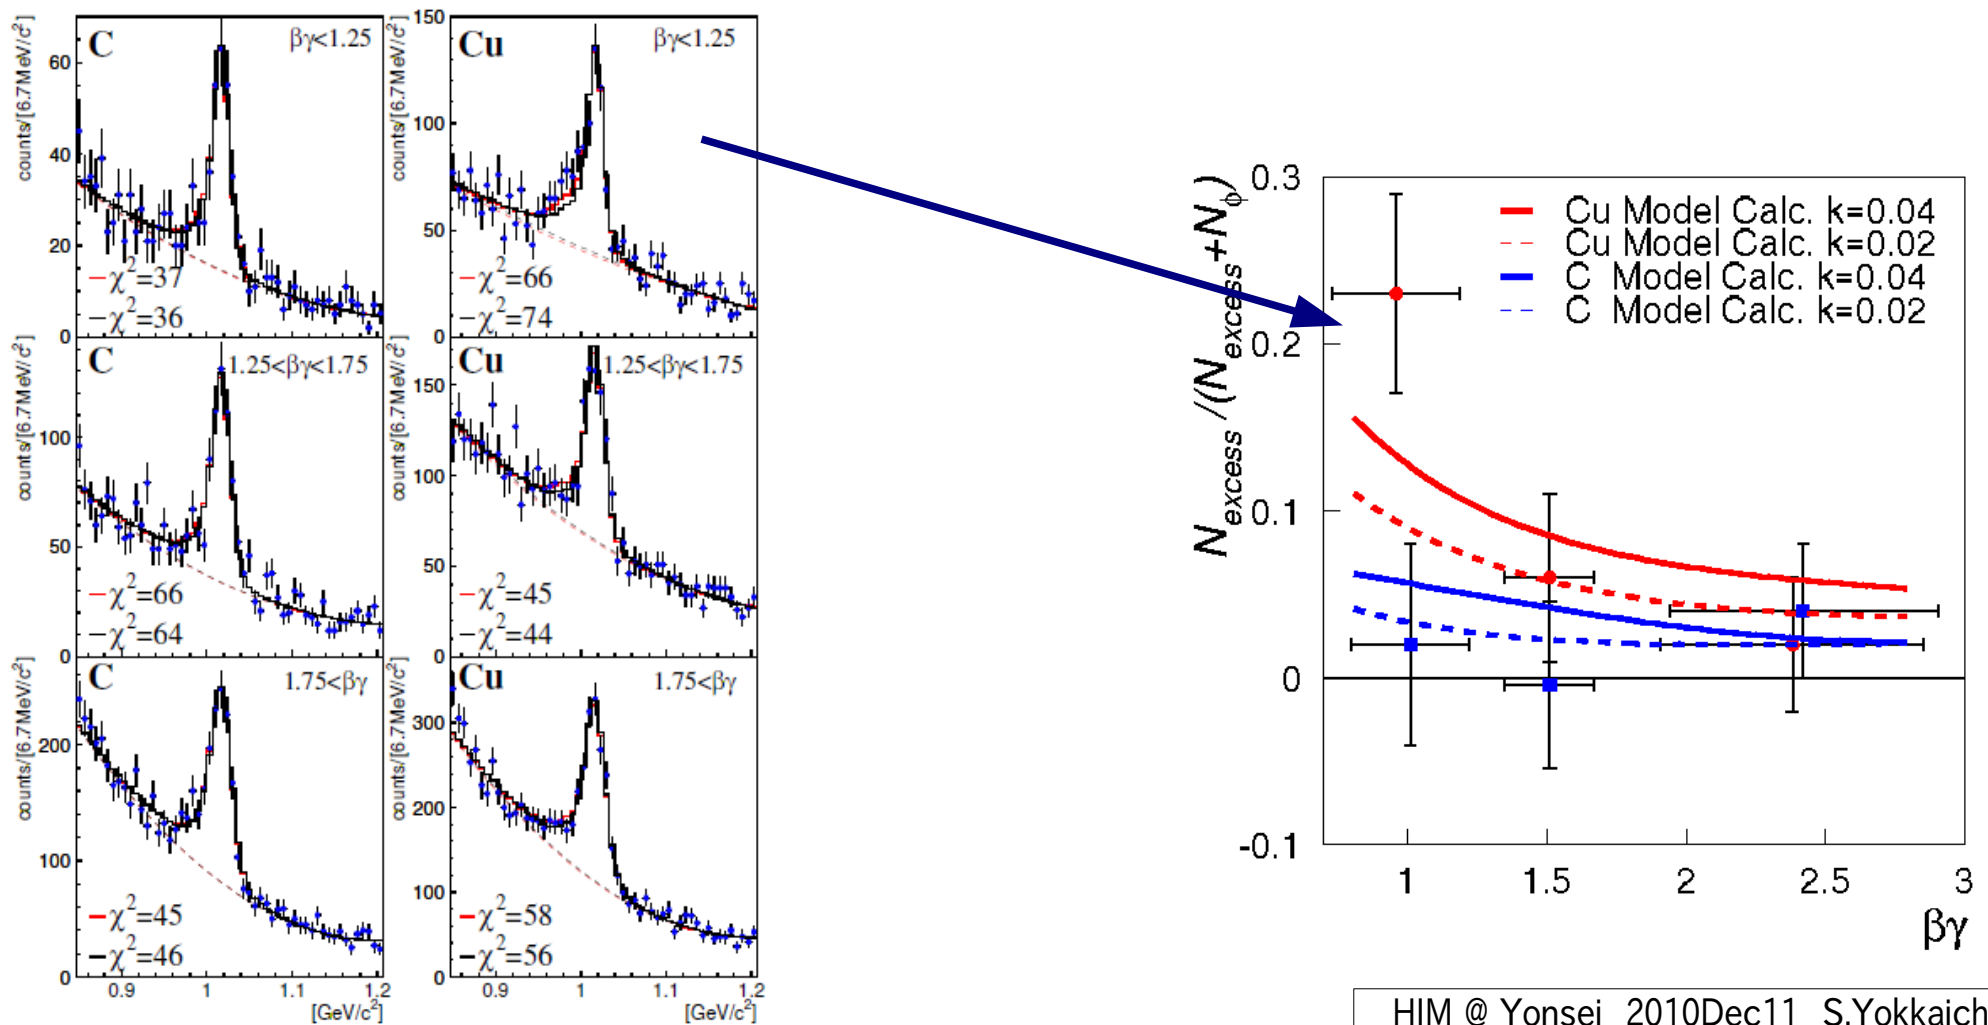 C βγ<1.25
counts/[6.7MeV/c²]
60
40
20
0
−χ²=37
−χ²=36
Cu βγ<1.25
counts/[6.7MeV/c²]
150
100
50
0
−χ²=66
−χ²=74
C 1.25<βγ<1.75
counts/[6.7MeV/c²]
100
50
0
−χ²=66
−χ²=64
Cu 1.25<βγ<1.75
counts/[6.7MeV/c²]
150
100
50
0
−χ²=45
−χ²=44
C 1.75<βγ
counts/[6.7MeV/c²]
200
100
0
−χ²=45
−χ²=46
0.9 1 1.1 1.2
[GeV/c²]
Cu 1.75<βγ
counts/[6.7MeV/c²]
300
200
100
0
−χ²=58
−χ²=56
0.9 1 1.1 1.2
[GeV/c²]
N excess /(N excess +N ϕ)
0.3
0.2
0.1
0
-0.1
Cu Model Calc. k=0.04
Cu Model Calc. k=0.02
C Model Calc. k=0.04
C Model Calc. k=0.02
1 1.5 2 2.5 3
βγ
HIM @ Yonsei 2010Dec11 S.Yokkaich